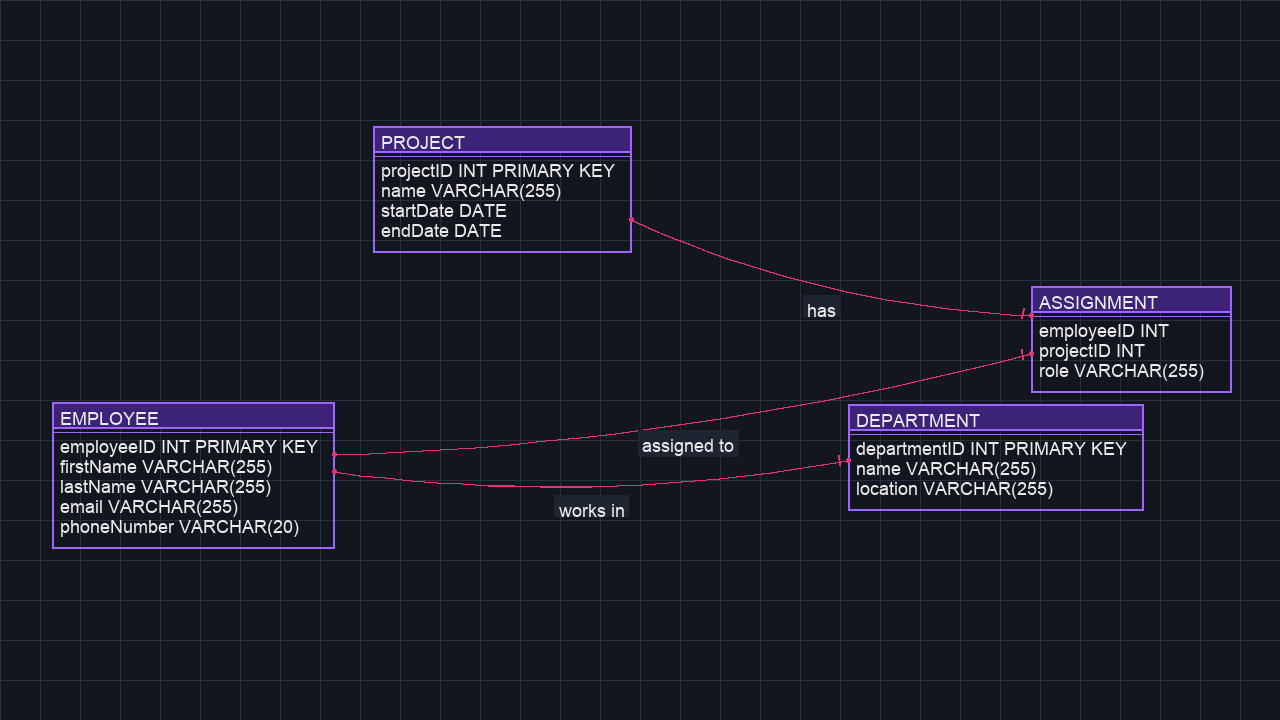 PROJECT
projectID INT PRIMARY KEY
name VARCHAR(255)
startDate DATE
endDate DATE
has
ASSIGNMENT
employeeID INT
projectID INT
role VARCHAR(255)
EMPLOYEE
employeeID INT PRIMARY KEY
firstName VARCHAR(255)
lastName VARCHAR(255)
email VARCHAR(255)
phoneNumber VARCHAR(20)
assigned to
works in
DEPARTMENT
departmentID INT PRIMARY KEY
name VARCHAR(255)
location VARCHAR(255)